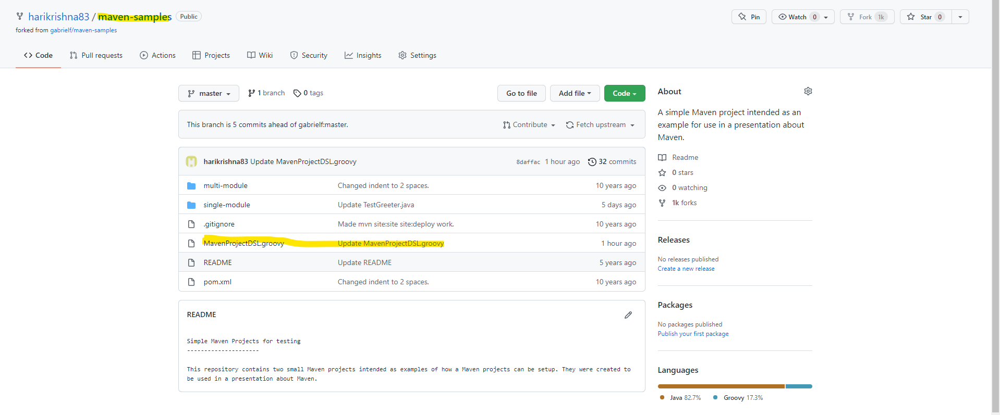 harikrishna83 / maven-samples Public
Pin Watch 0 Fork 1k Star 0
forked from gabrielf/maven-samples
Code Pull requests Actions Projects Wiki Security Insights Settings
master 1 branch 0 tags Go to file Add file Code
This branch is 5 commits ahead of gabrielf:master. Contribute Fetch upstream
harikrishna83 Update MavenProjectDSL.groovy 8daffac 1 hour ago 32 commits
multi-module Changed indent to 2 spaces. 10 years ago
single-module Update TestGreeter.java 5 days ago
.gitignore Made mvn site:site site:deploy work. 10 years ago
MavenProjectDSL.groovy Update MavenProjectDSL.groovy 1 hour ago
README Update README 5 years ago
pom.xml Changed indent to 2 spaces. 10 years ago
README
Simple Maven Projects for testing
---------------------
This repository contains two small Maven projects intended as examples of how a Maven projects can be setup. They were created to
be used in a presentation about Maven.
About
A simple Maven project intended as an
example for use in a presentation about
Maven.
Readme
0 stars
0 watching
1k forks
Releases
No releases published
Create a new release
Packages
No packages published
Publish your first package
Languages
Java 82.7% Groovy 17.3%